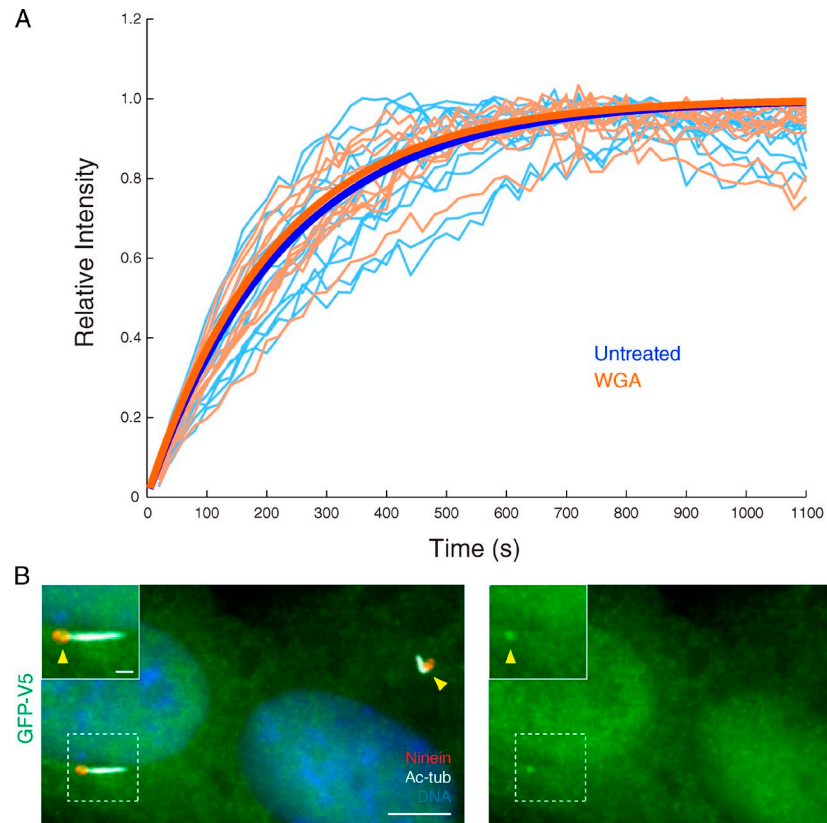 A
1.2
1.0
0.8
0.6
0.4
0.2
0
Relative Intensity
Untreated
WGA
0 100 200 300 400 500 600 700 800 900 1000 1100
Time (s)
B
GFP-V5
Ninein
Ac-tub
DNA